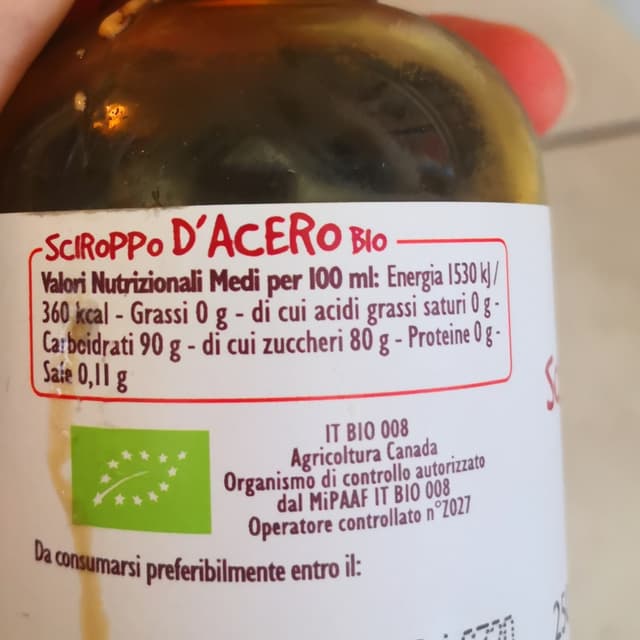 SCIROPPO D'ACERO BIO
Valori Nutrizionali Medi per 100 ml: Energia 1530 kJ/
360 kcal - Grassi 0 g - di cui acidi grassi saturi 0 g -
Carboidrati 90 g - di cui zuccheri 80 g - Proteine 0 g -
Sale 0,11 g
IT BIO 008
Agricoltura Canada
Organismo di controllo autorizzato
dal MiPAAF IT BIO 008
Operatore controllato n°Z027
Da consumarsi preferibilmente entro il: